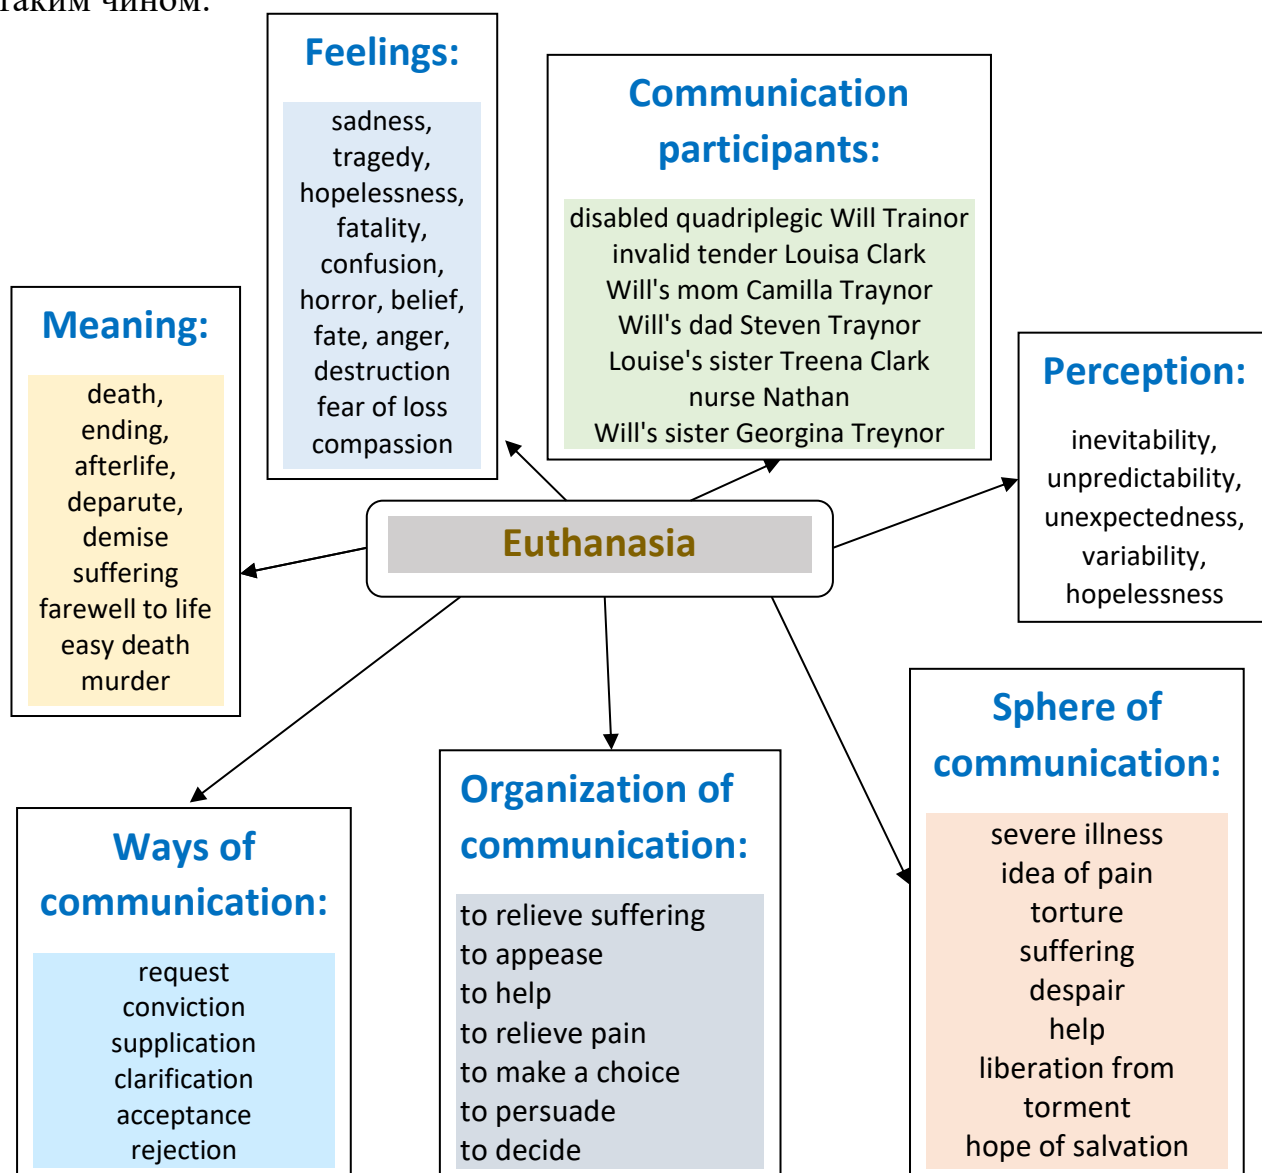 таким чином:
Feelings:
sadness,
tragedy,
hopelessness,
fatality,
confusion,
horror, belief,
fate, anger,
destruction
fear of loss
compassion
Communication
participants:
disabled quadriplegic Will Trainor
invalid tender Louisa Clark
Will's mom Camilla Traynor
Will's dad Steven Traynor
Louise's sister Treena Clark
nurse Nathan
Will's sister Georgina Treynor
Meaning:
death,
ending,
afterlife,
deparute,
demise
suffering
farewell to life
easy death
murder
Perception:
inevitability,
unpredictability,
unexpectedness,
variability,
hopelessness
Euthanasia
Ways of
communication:
request
conviction
supplication
clarification
acceptance
rejection
Organization of
communication:
to relieve suffering
to appease
to help
to relieve pain
to make a choice
to persuade
to decide
Sphere of
communication:
severe illness
idea of pain
torture
suffering
despair
help
liberation from
torment
hope of salvation